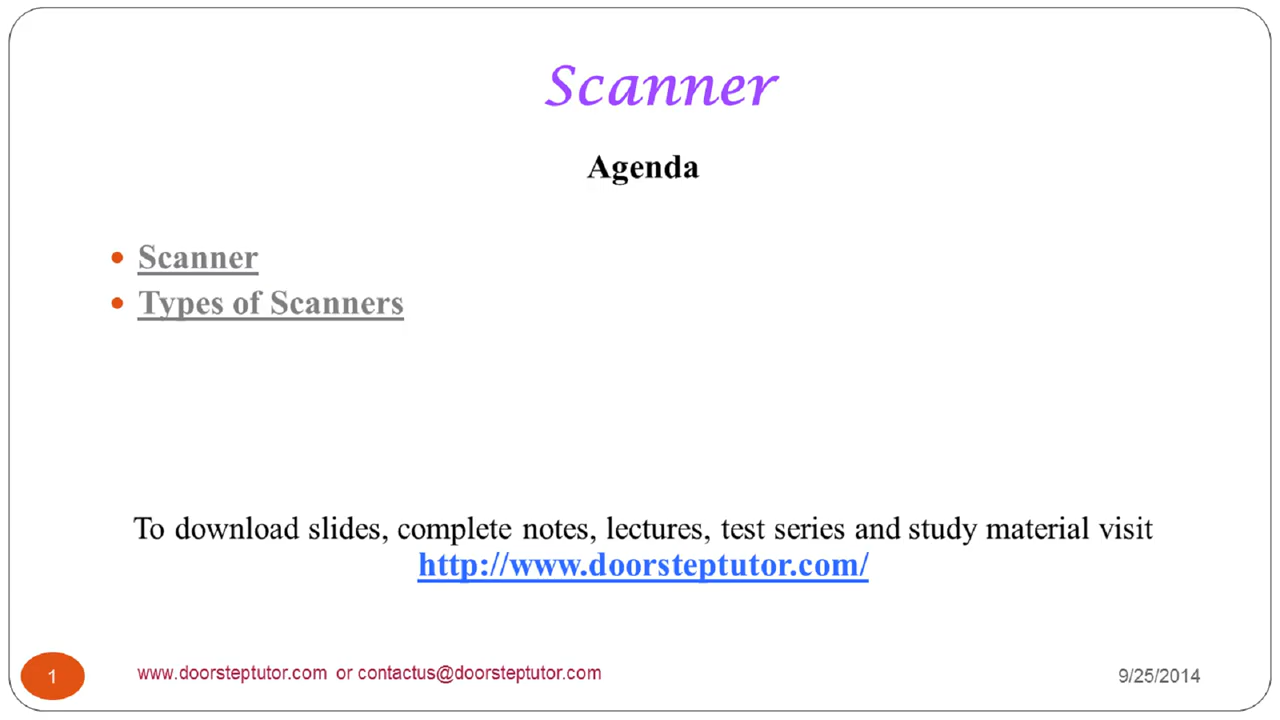 Scanner
Agenda
• Scanner
• Types of Scanners
To download slides, complete notes, lectures, test series and study material visit
http://www.doorsteptutor.com/
1
www.doorsteptutor.com or contactus@doorsteptutor.com
9/25/2014